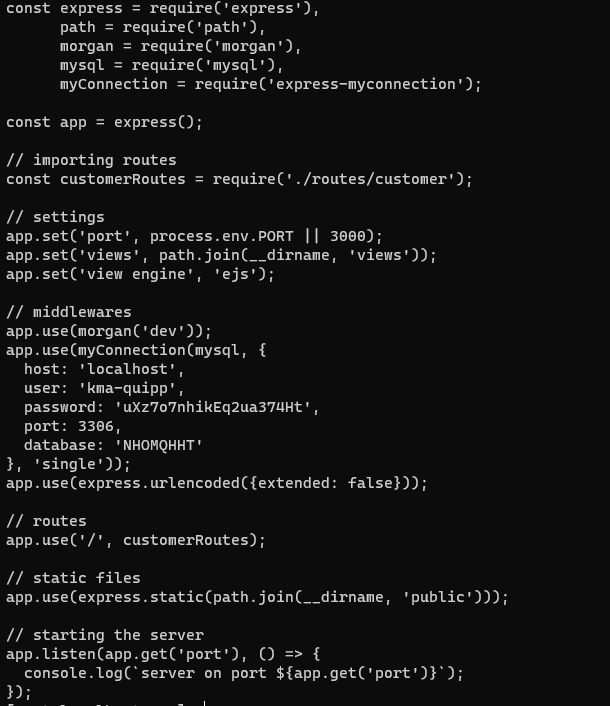 const express = require('express'),
      path = require('path'),
      morgan = require('morgan'),
      mysql = require('mysql'),
      myConnection = require('express-myconnection');

const app = express();

// importing routes
const customerRoutes = require('./routes/customer');

// settings
app.set('port', process.env.PORT || 3000);
app.set('views', path.join(__dirname, 'views'));
app.set('view engine', 'ejs');

// middlewares
app.use(morgan('dev'));
app.use(myConnection(mysql, {
  host: 'localhost',
  user: 'kma-quipp',
  password: 'uXz7o7nhikEq2ua374Ht',
  port: 3306,
  database: 'NHOMQHHT'
}, 'single'));
app.use(express.urlencoded({extended: false}));

// routes
app.use('/', customerRoutes);

// static files
app.use(express.static(path.join(__dirname, 'public')));

// starting the server
app.listen(app.get('port'), () => {
  console.log(`server on port ${app.get('port')}`);
});